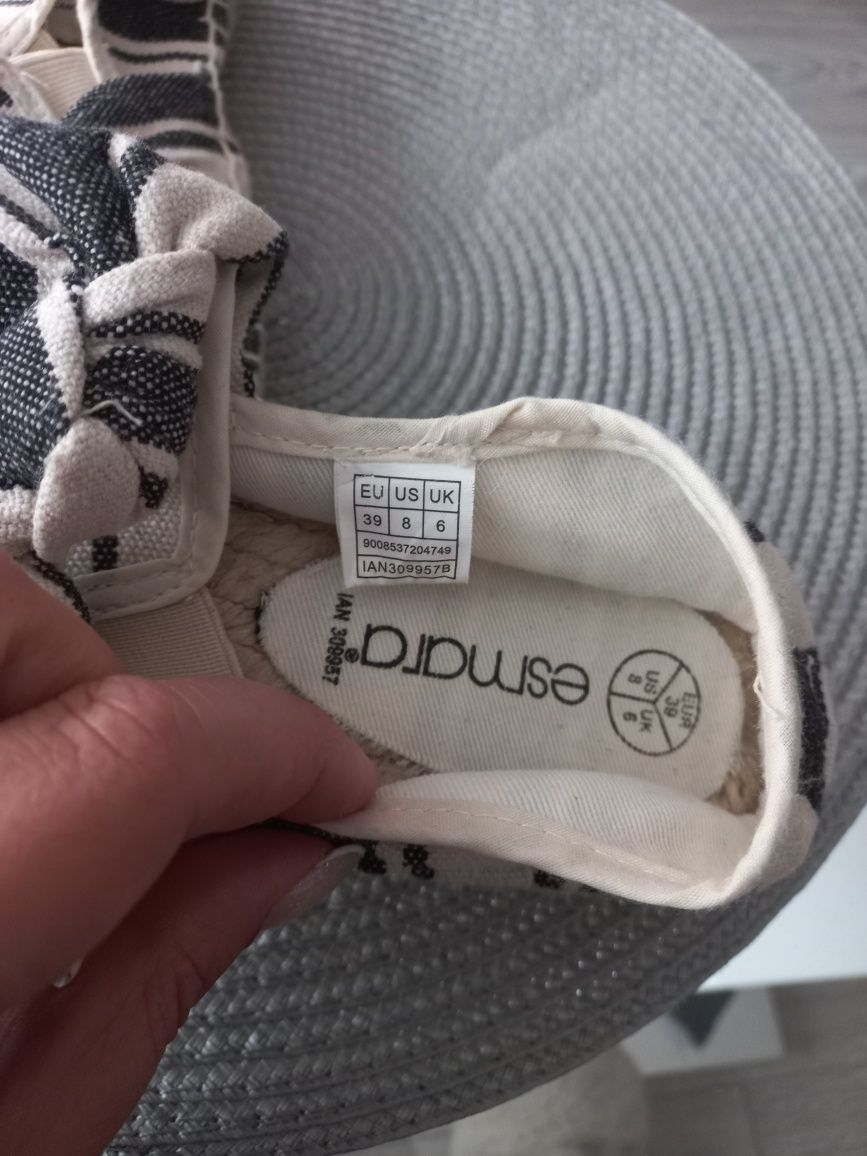 EU US UK
39 8 6
9008537204749
IAN309957B
esmara®
IAN 309957
EUR
39
US
8
UK
6